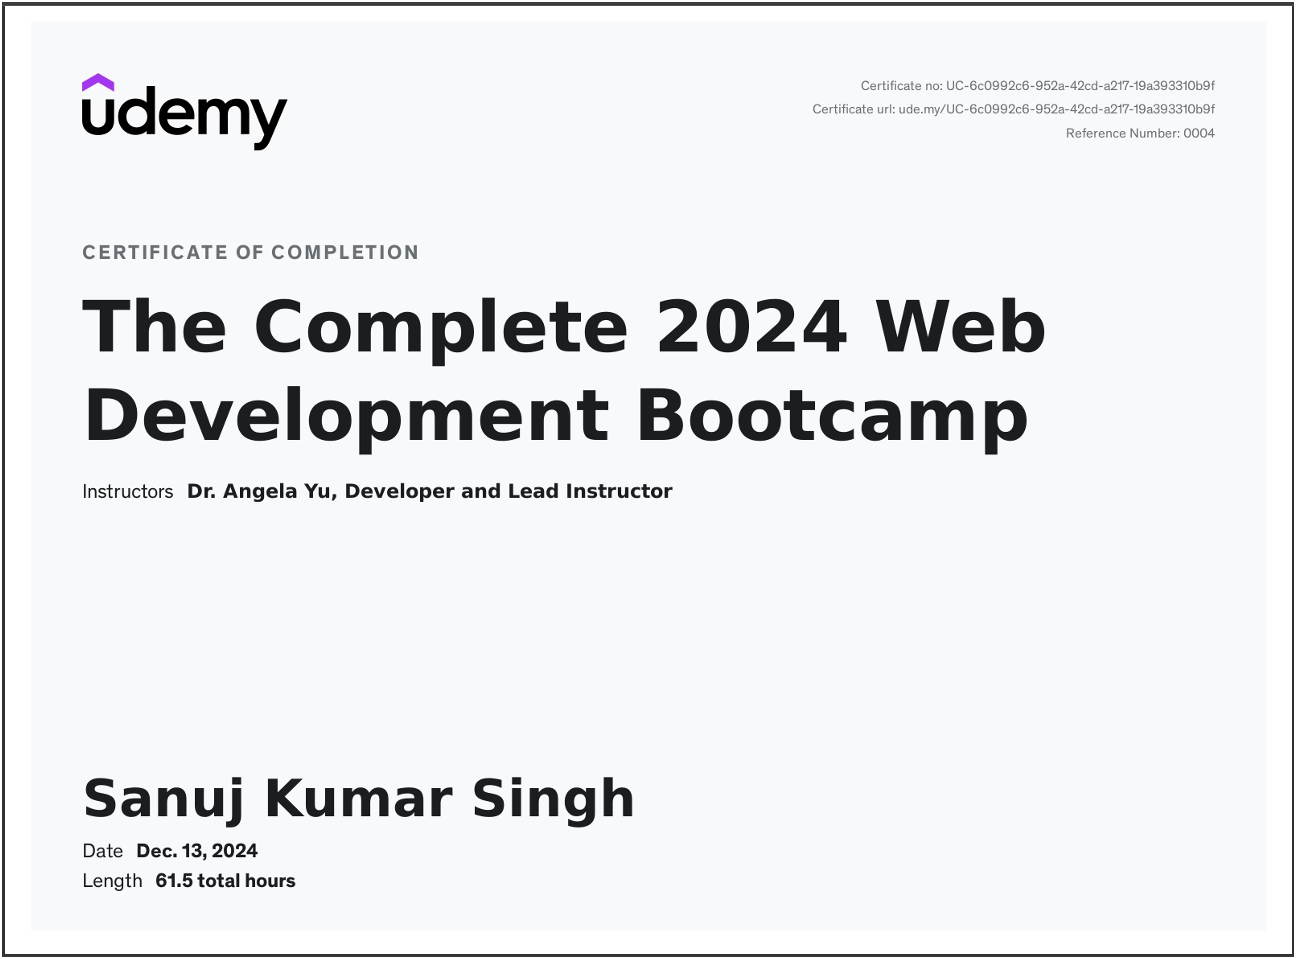 udemy
Certificate no: UC-6c0992c6-952a-42cd-a217-19a393310b9f
Certificate url: ude.my/UC-6c0992c6-952a-42cd-a217-19a393310b9f
Reference Number: 0004
CERTIFICATE OF COMPLETION
The Complete 2024 Web
Development Bootcamp
Instructors Dr. Angela Yu, Developer and Lead Instructor
Sanuj Kumar Singh
Date Dec. 13, 2024
Length 61.5 total hours